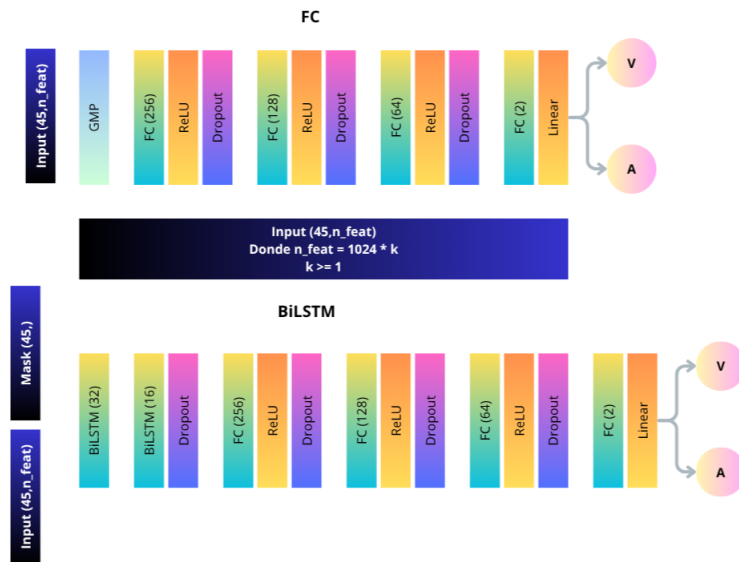 FC
Input (45,n_feat)
GMP
FC (256)
ReLU
Dropout
FC (128)
ReLU
Dropout
FC (64)
ReLU
Dropout
FC (2)
Linear
V
A
Input (45,n_feat)
Donde n_feat = 1024 * k
k >= 1
BiLSTM
Mask (45,)
Input (45,n_feat)
BiLSTM (32)
BiLSTM (16)
Dropout
FC (256)
ReLU
Dropout
FC (128)
ReLU
Dropout
FC (64)
ReLU
Dropout
FC (2)
Linear
V
A